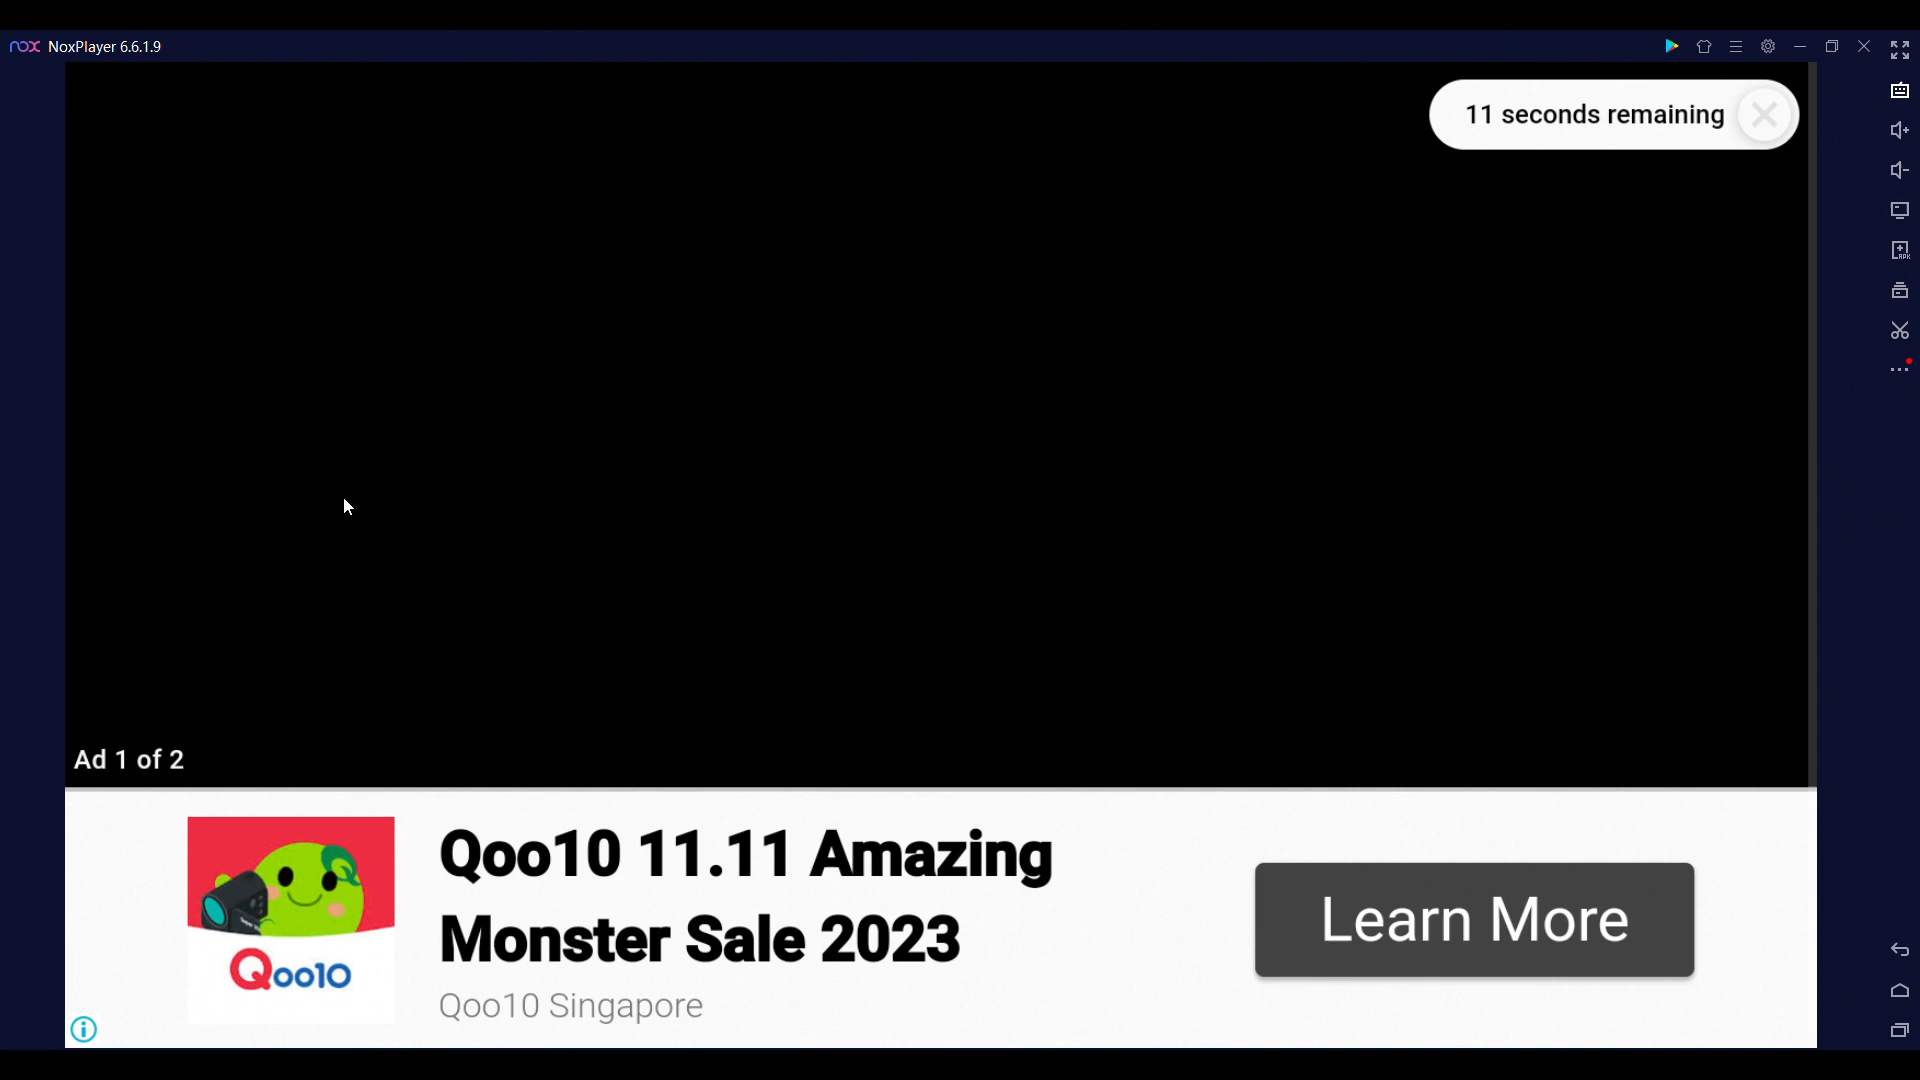 nox NoxPlayer 6.6.1.9
11 seconds remaining
Ad 1 of 2
Qoo10 11.11 Amazing
Monster Sale 2023
Qoo10
Qoo10 Singapore
Learn More